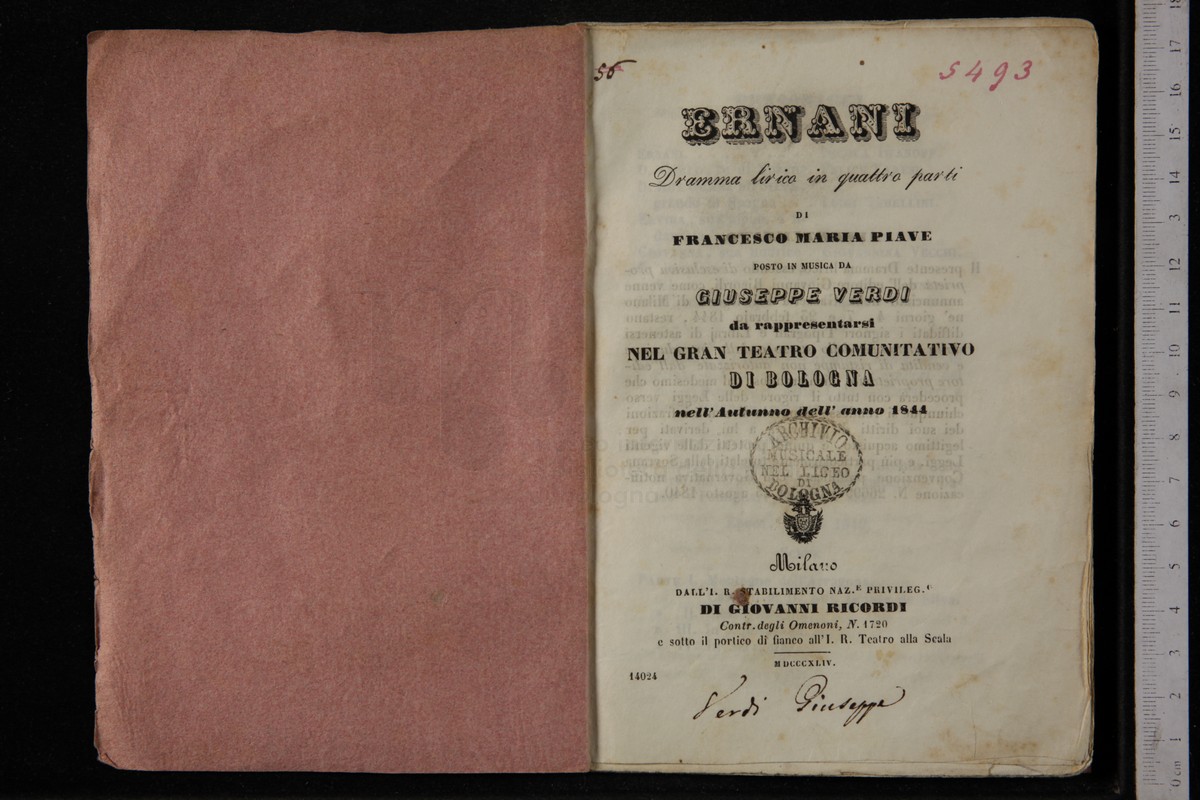 56
5493
ERNANI
Dramma lirico in quattro parti
DI
FRANCESCO MARIA PIAVE
POSTO IN MUSICA DA
GIUSEPPE VERDI
da rappresentarsi
NEL GRAN TEATRO COMUNITATIVO
DI BOLOGNA
nell'Autunno dell' anno 1844
ARCHIVIO
MUSICALE
NEL LICEO
DI
BOLOGNA
Milano
DALL'I. R. STABILIMENTO NAZ.E PRIVILEG.O
DI GIOVANNI RICORDI
Contr. degli Omenoni, N. 1720
e sotto il portico di fianco all'I. R. Teatro alla Scala
MDCCCXLIV.
14024
Verdi Giuseppe